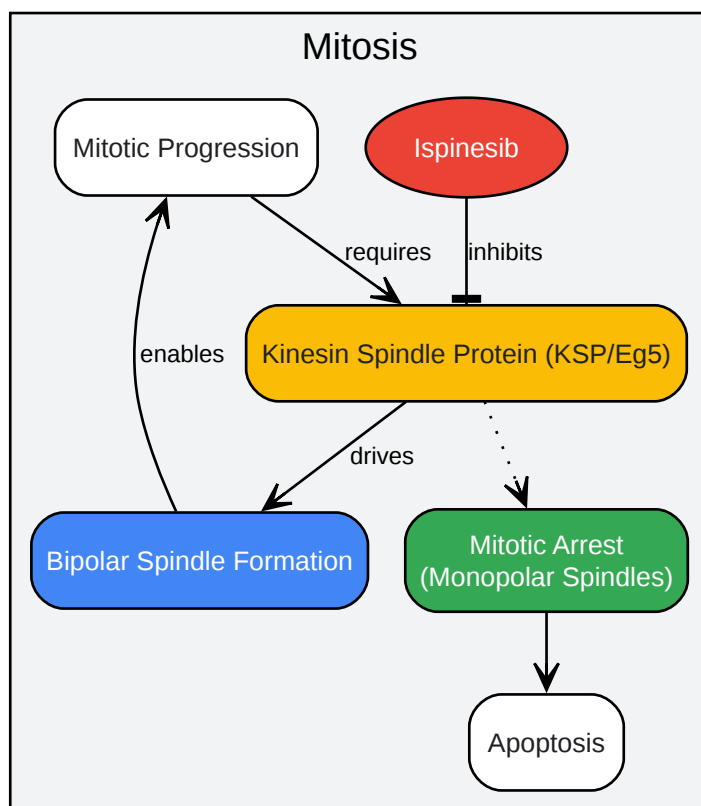 Mitosis
Mitotic Progression
Ispinesib
requires
inhibits
Kinesin Spindle Protein (KSP/Eg5)
enables
drives
Bipolar Spindle Formation
Mitotic Arrest
(Monopolar Spindles)
Apoptosis